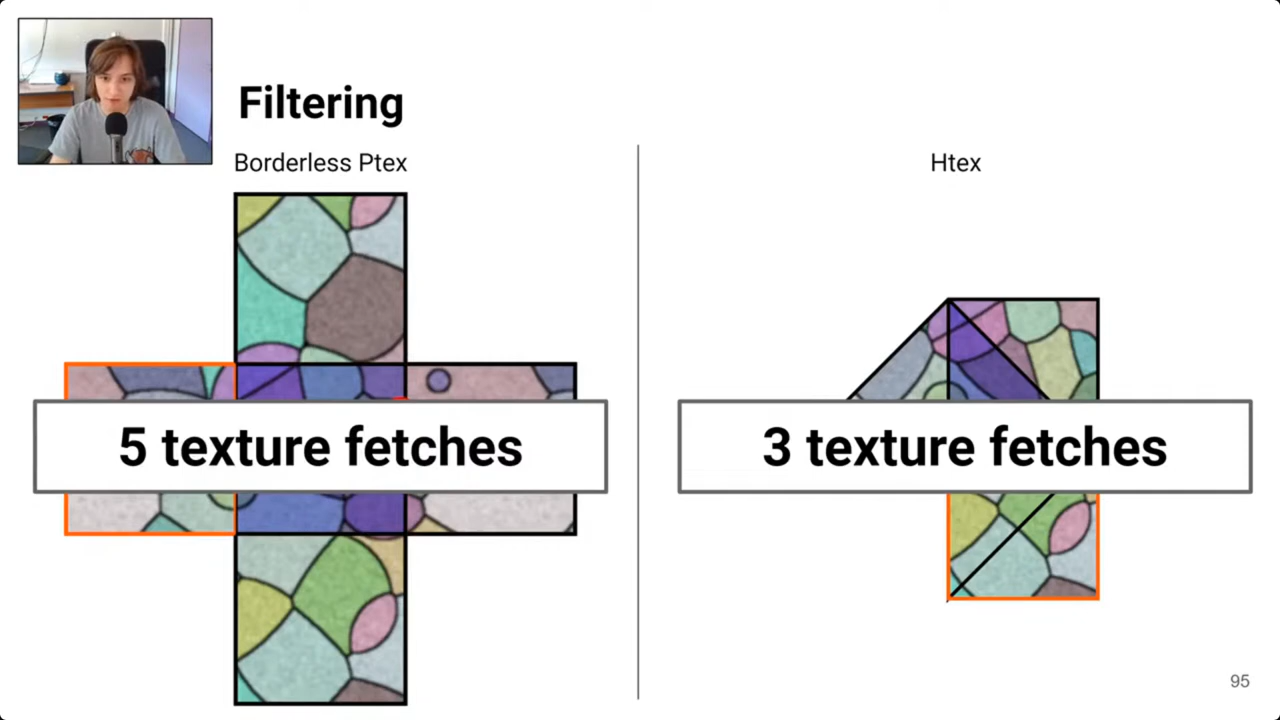 Filtering
Borderless Ptex
Htex
5 texture fetches
3 texture fetches
95